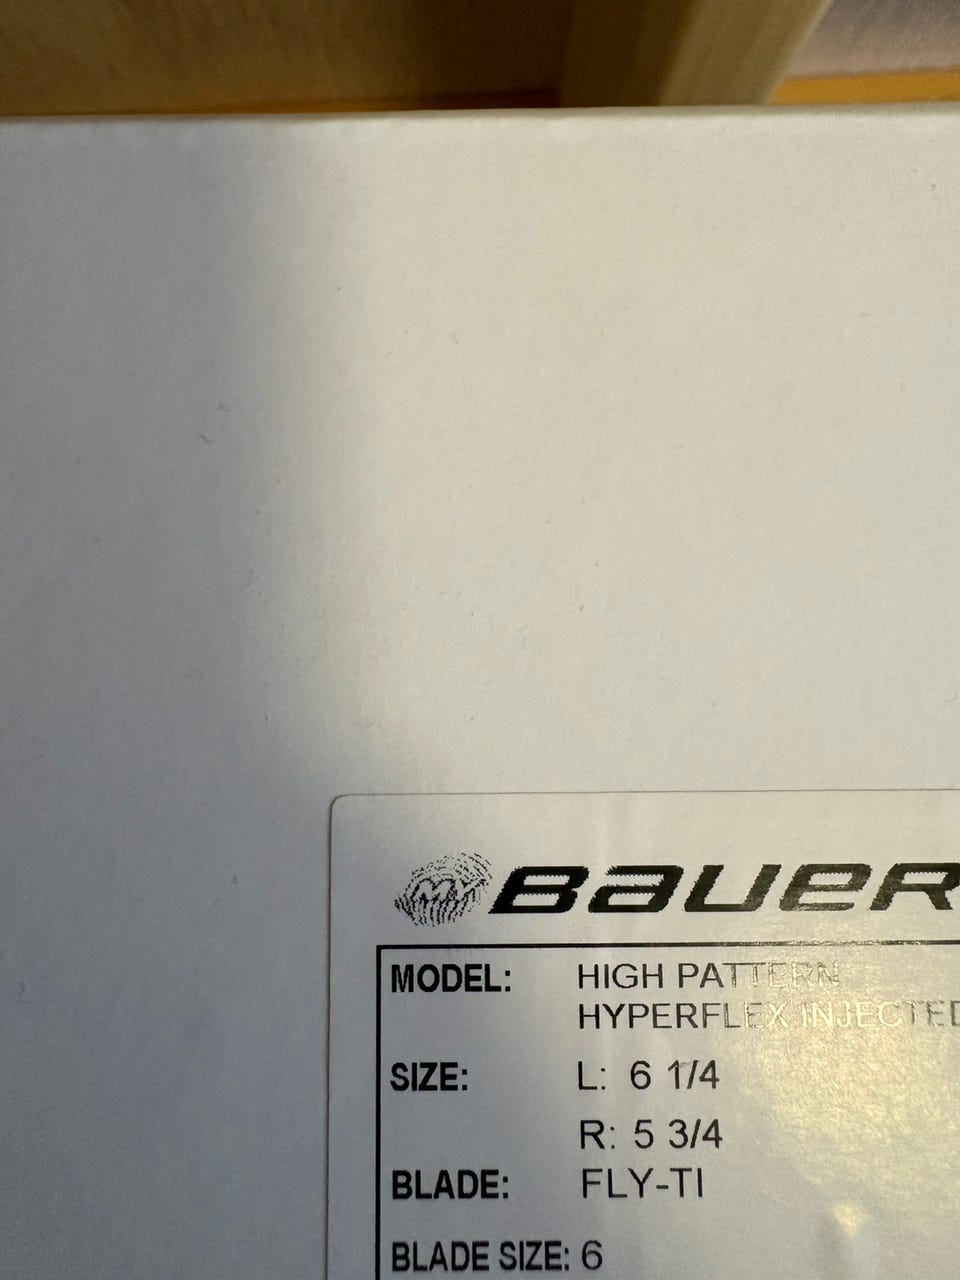 MY BAUER
MODEL: HIGH PATTERN
HYPERFLEX INJECTED
SIZE: L: 6 1/4
R: 5 3/4
BLADE: FLY-TI
BLADE SIZE: 6